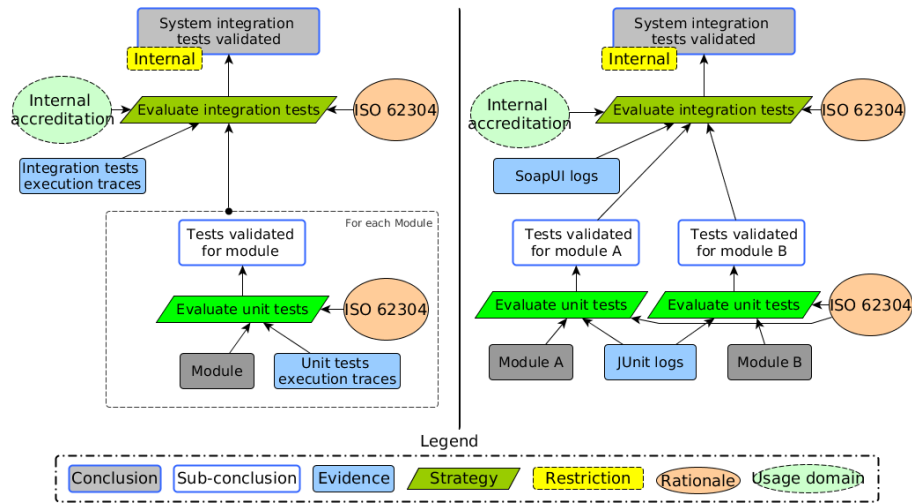 System integration
tests validated
Internal
Internal
accreditation
Evaluate integration tests
ISO 62304
Integration tests
execution traces
For each Module
Tests validated
for module
Evaluate unit tests
ISO 62304
Module
Unit tests
execution traces
System integration
tests validated
Internal
Internal
accreditation
Evaluate integration tests
ISO 62304
SoapUI logs
Tests validated
for module A
Tests validated
for module B
Evaluate unit tests
Evaluate unit tests
ISO 62304
Module A
JUnit logs
Module B
Legend
Conclusion
Sub-conclusion
Evidence
Strategy
Restriction
Rationale
Usage domain